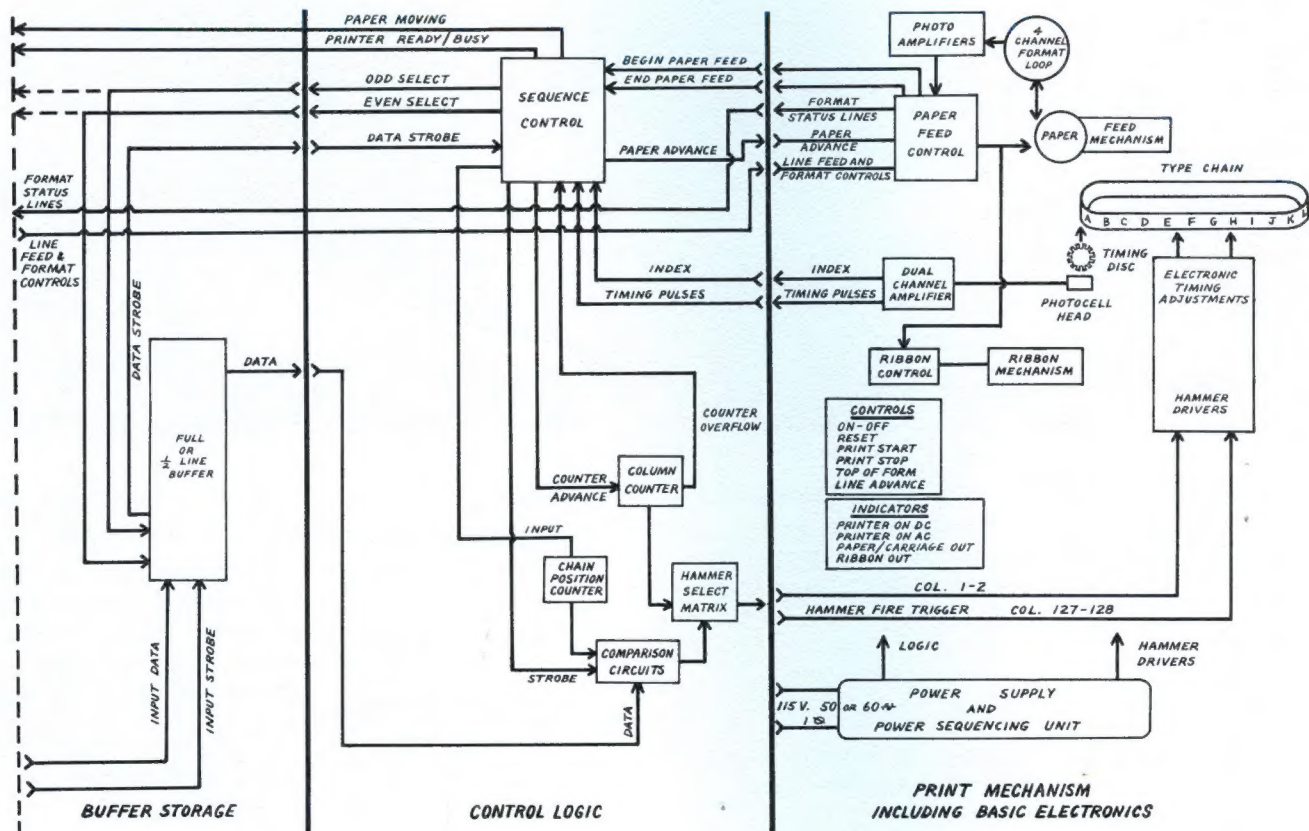 PAPER MOVING
PRINTER READY/BUSY
ODD SELECT
EVEN SELECT
DATA STROBE
FORMAT
STATUS
LINES
LINE
FEED &
FORMAT
CONTROLS
DATA STROBE
DATA
FULL
OR
1/2 LINE
BUFFER
INPUT DATA
INPUT STROBE
BUFFER STORAGE
SEQUENCE
CONTROL
BEGIN PAPER FEED
END PAPER FEED
PAPER ADVANCE
INDEX
TIMING PULSES
COUNTER
OVERFLOW
COUNTER
ADVANCE
COLUMN
COUNTER
INPUT
CHAIN
POSITION
COUNTER
HAMMER
SELECT
MATRIX
COMPARISON
CIRCUITS
STROBE
DATA
CONTROL LOGIC
PHOTO
AMPLIFIERS
4
CHANNEL
FORMAT
LOOP
FORMAT
STATUS LINES
PAPER
ADVANCE
LINE FEED AND
FORMAT CONTROLS
PAPER
FEED
CONTROL
PAPER
FEED
MECHANISM
TYPE CHAIN
A B C D E F G H I J K L
TIMING
DISC
INDEX
TIMING PULSES
DUAL
CHANNEL
AMPLIFIER
PHOTOCELL
HEAD
ELECTRONIC
TIMING
ADJUSTMENTS
HAMMER
DRIVERS
RIBBON
CONTROL
RIBBON
MECHANISM
CONTROLS
ON-OFF
RESET
PRINT START
PRINT STOP
TOP OF FORM
LINE ADVANCE
INDICATORS
PRINTER ON DC
PRINTER ON AC
PAPER/CARRIAGE OUT
RIBBON OUT
COL. 1-2
HAMMER FIRE TRIGGER COL. 127-128
LOGIC
HAMMER
DRIVERS
115V. 50 OR 60 ~
1 Ø
POWER SUPPLY
AND
POWER SEQUENCING UNIT
PRINT MECHANISM
INCLUDING BASIC ELECTRONICS